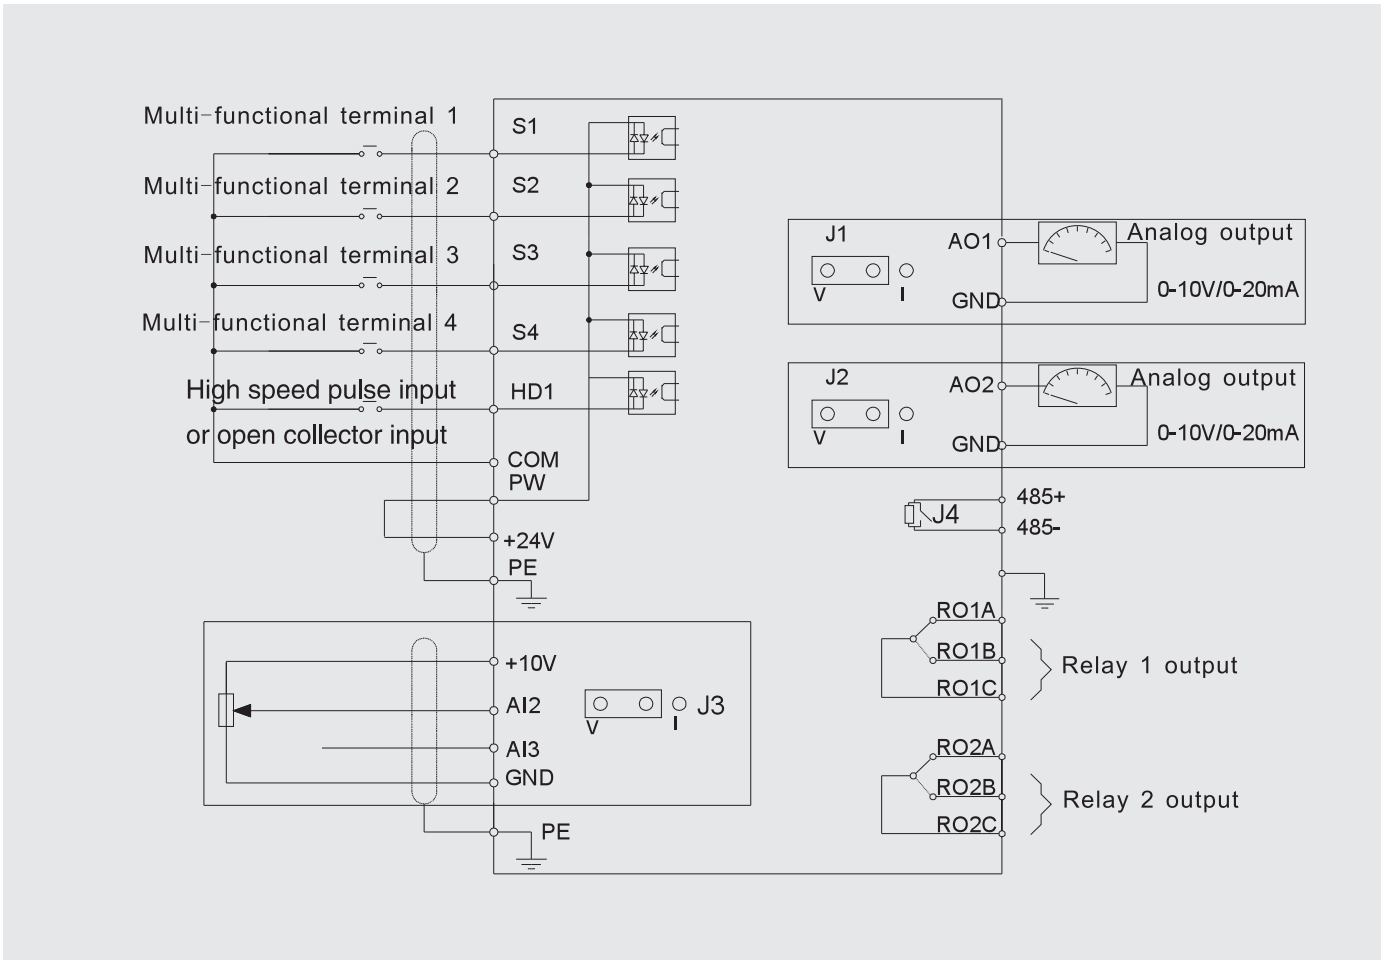 Multi-functional terminal 1
S1
Multi-functional terminal 2
S2
Multi-functional terminal 3
S3
Multi-functional terminal 4
S4
High speed pulse input
or open collector input
HD1
COM
PW
+24V
PE
+10V
AI2
AI3
GND
J3
V
I
PE
J1
V
I
AO1
GND
Analog output
0-10V/0-20mA
J2
V
I
AO2
GND
Analog output
0-10V/0-20mA
J4
485+
485-
RO1A
RO1B
RO1C
Relay 1 output
RO2A
RO2B
RO2C
Relay 2 output